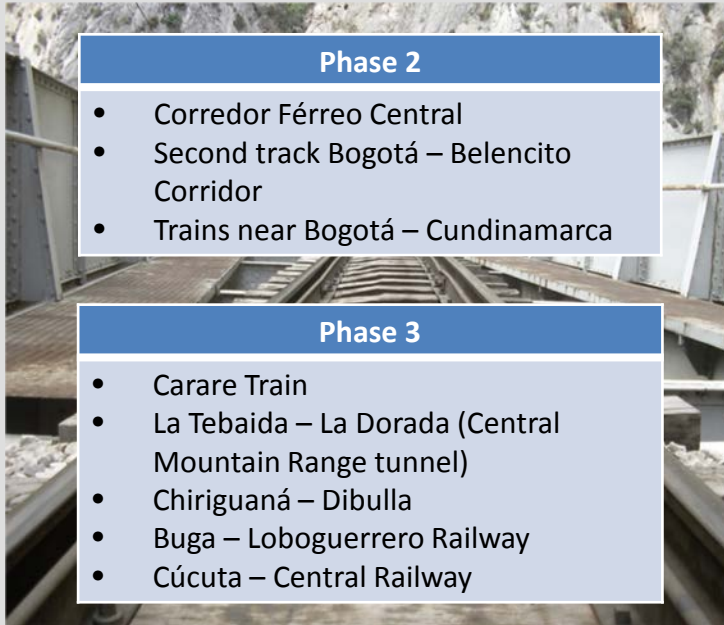 Phase 2
• Corredor Férreo Central
• Second track Bogotá – Belencito
Corridor
• Trains near Bogotá – Cundinamarca
Phase 3
• Carare Train
• La Tebaida – La Dorada (Central
Mountain Range tunnel)
• Chiriguaná – Dibulla
• Buga – Loboguerrero Railway
• Cúcuta – Central Railway